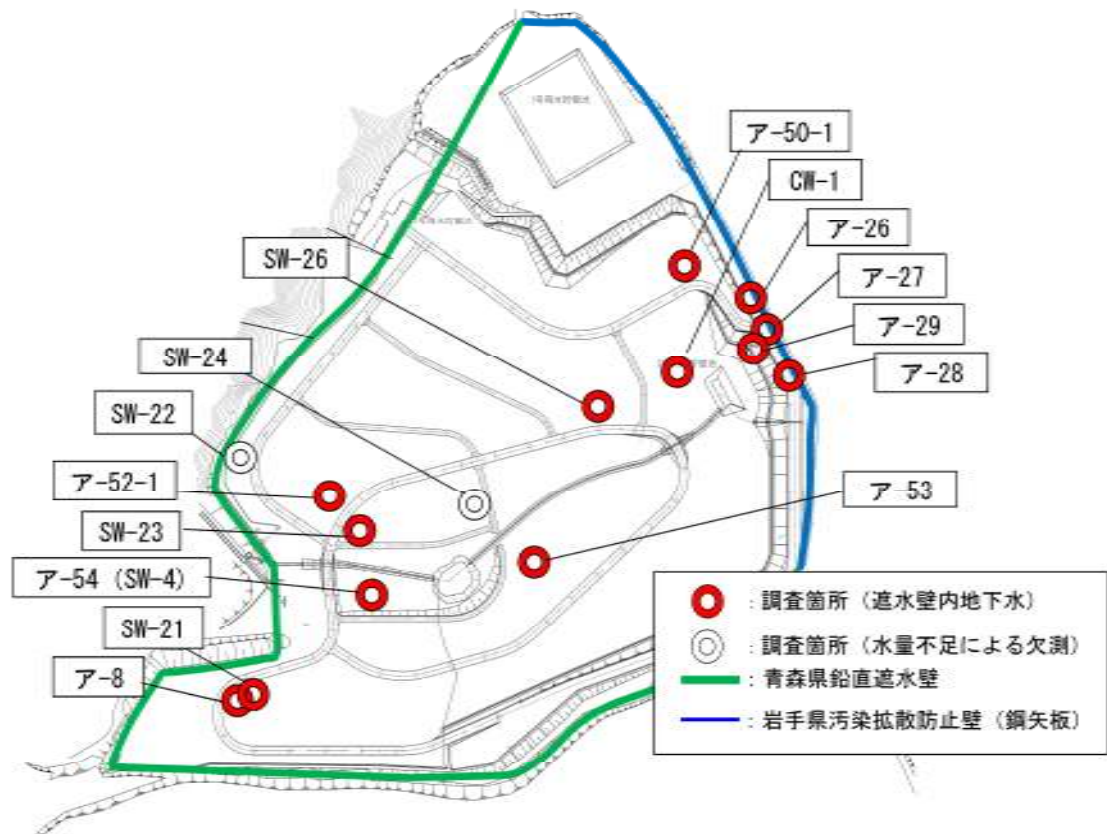 ア-50-1
CW-1
ア-26
ア-27
ア-29
ア-28
SW-26
SW-24
SW-22
ア-52-1
SW-23
ア-54 (SW-4)
SW-21
ア-8
ア-53
：調査箇所（遮水壁内地下水）
：調査箇所（水量不足による欠測）
：青森県鉛直遮水壁
：岩手県汚染拡散防止壁（鋼矢板）